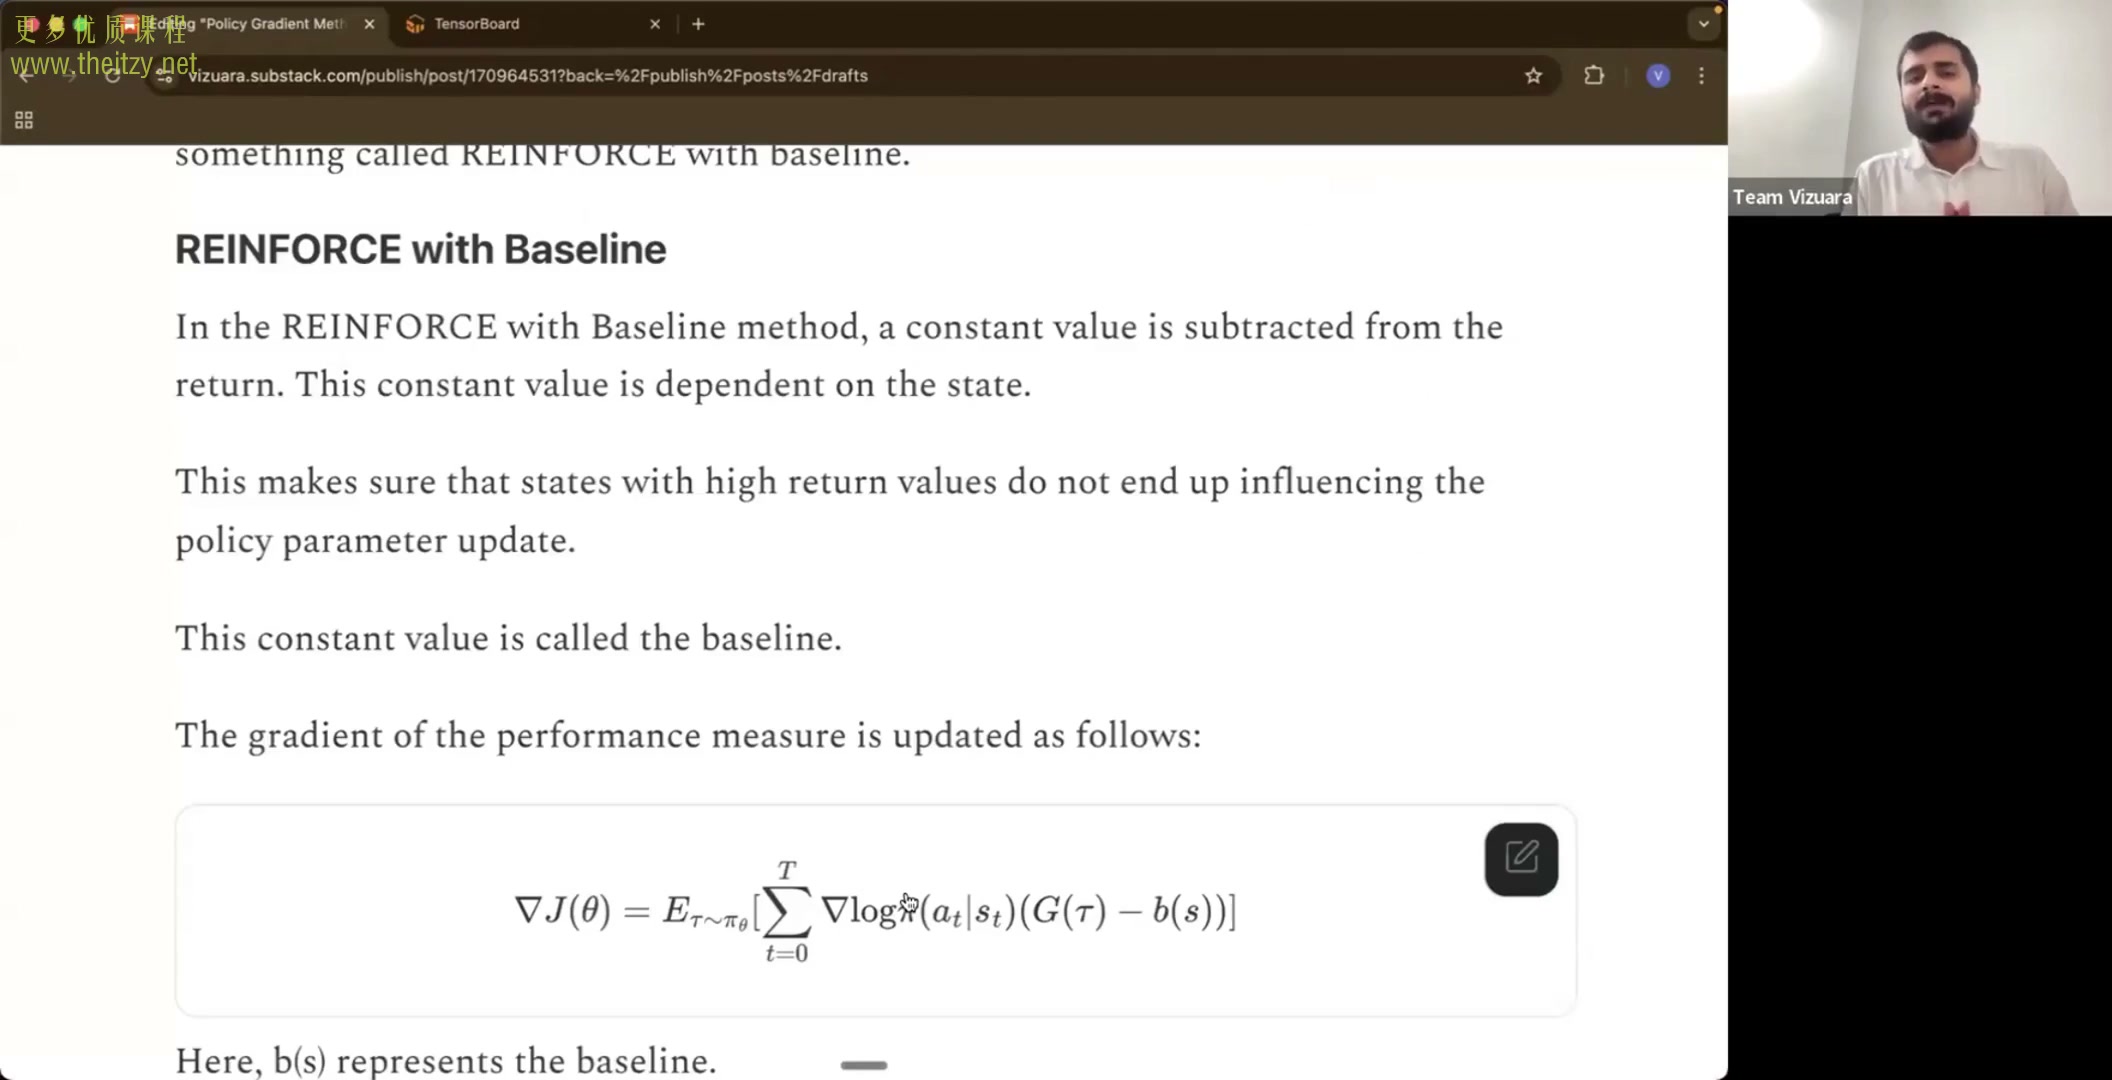 更多优质课程
www.theitzy.net
Editing "Policy Gradient Meth
TensorBoard
vizuara.substack.com/publish/post/170964531?back=%2Fpublish%2Fposts%2Fdrafts
V
Team Vizuara
something called REINFORCE with baseline.
REINFORCE with Baseline
In the REINFORCE with Baseline method, a constant value is subtracted from the
return. This constant value is dependent on the state.
This makes sure that states with high return values do not end up influencing the
policy parameter update.
This constant value is called the baseline.
The gradient of the performance measure is updated as follows:
∇J(θ) = E_{τ∼π_θ}[∑_{t=0}^{T} ∇logπ(a_t|s_t)(G(τ) − b(s))]
Here, b(s) represents the baseline.